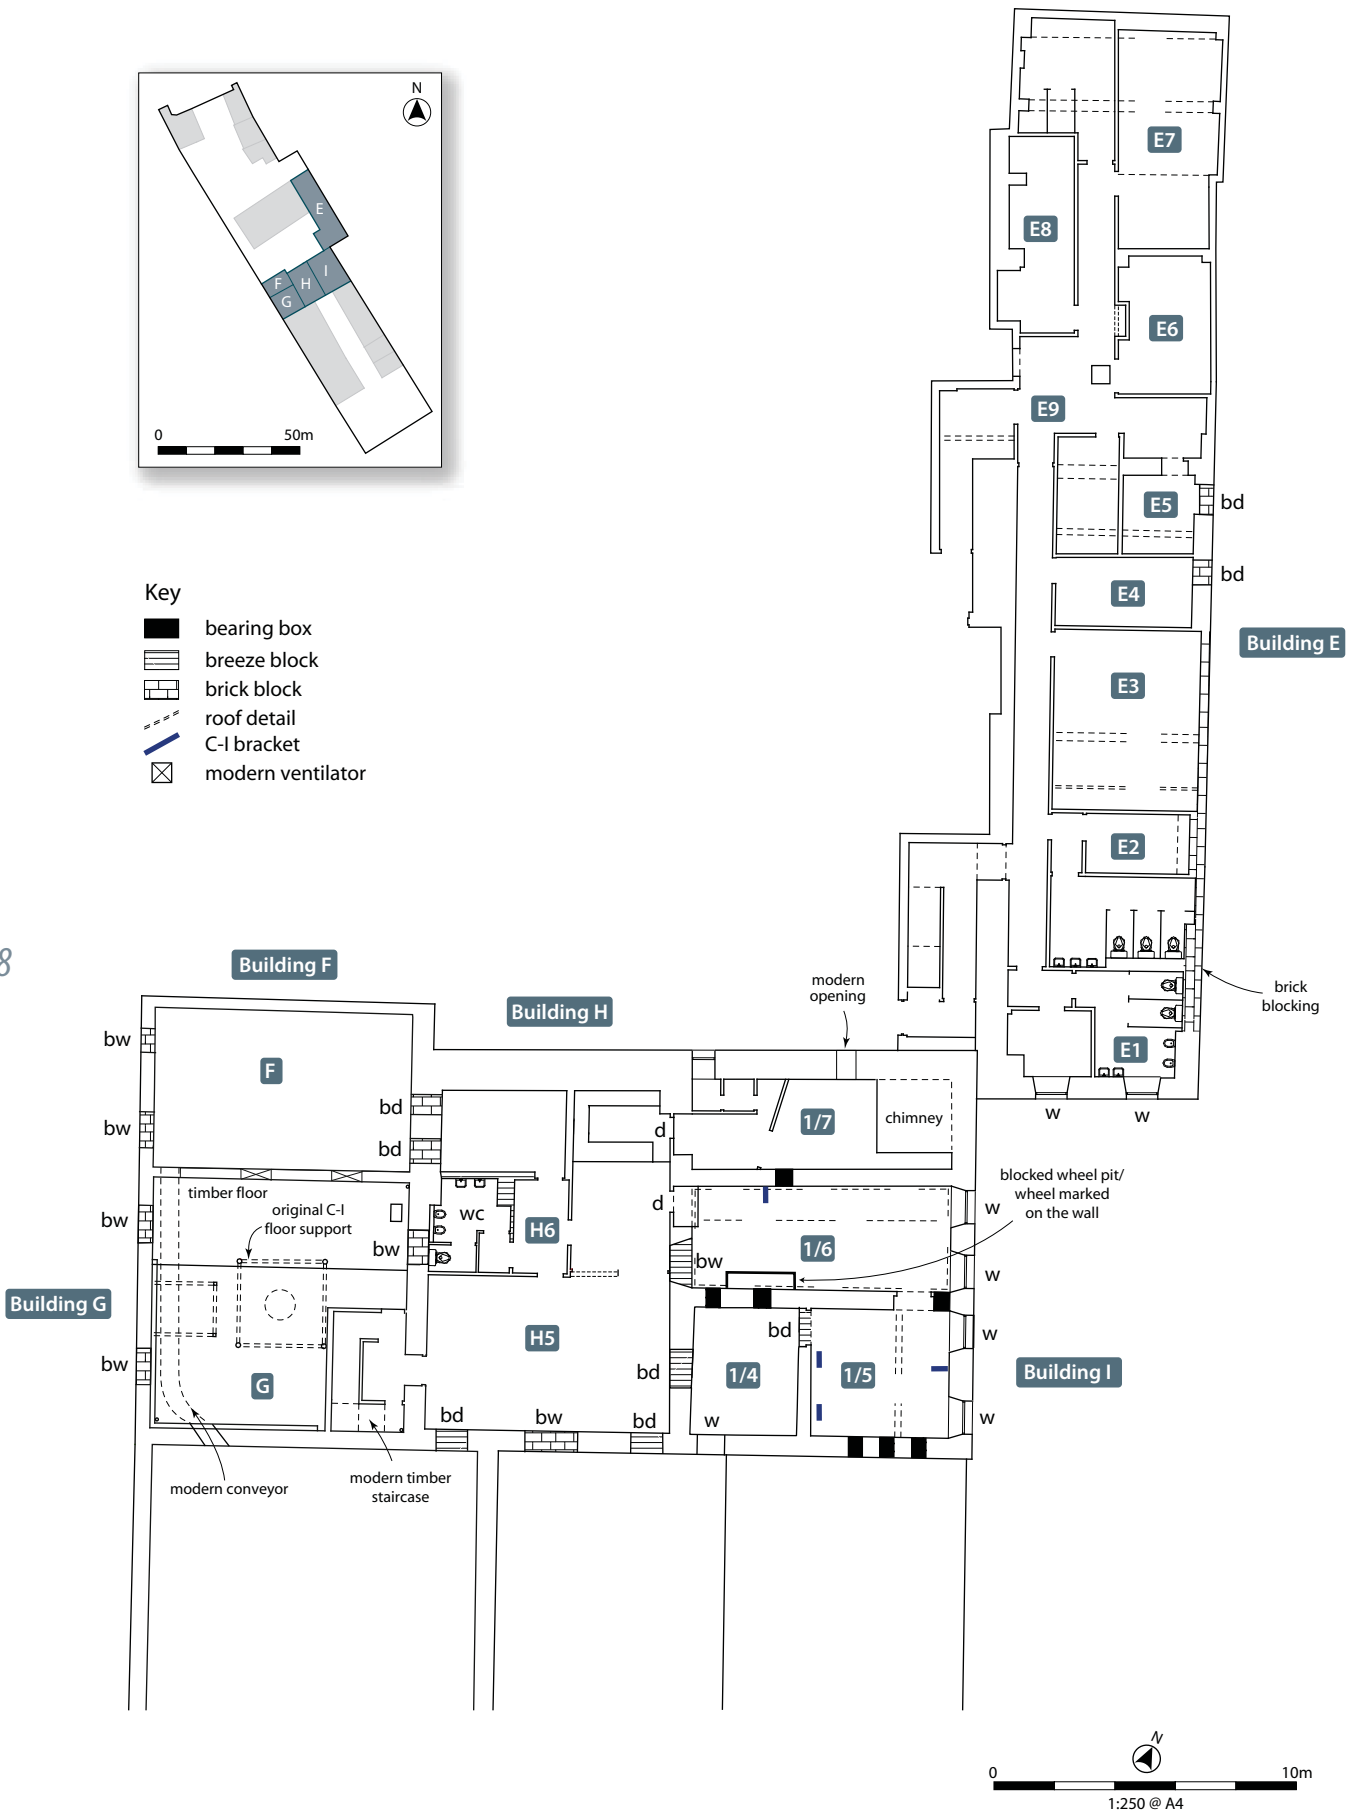 N
E
F
H
I
G
0
50m
E7
E8
E6
E9
E5
bd
bd
E4
Building E
E3
E2
brick
blocking
E1
w
w
Key
bearing box
breeze block
brick block
roof detail
C-I bracket
modern ventilator
8
Building F
Building H
modern
opening
bw
F
bd
bw
bd
d
1/7
chimney
timber floor
original C-I
floor support
bw
wc
bw
H6
d
bw
1/6
blocked wheel pit/
wheel marked
on the wall
w
w
Building G
H5
bd
w
bw
G
bd
1/4
1/5
Building I
bd
bw
bd
w
w
modern conveyor
modern timber
staircase
N
0
10m
1:250 @ A4